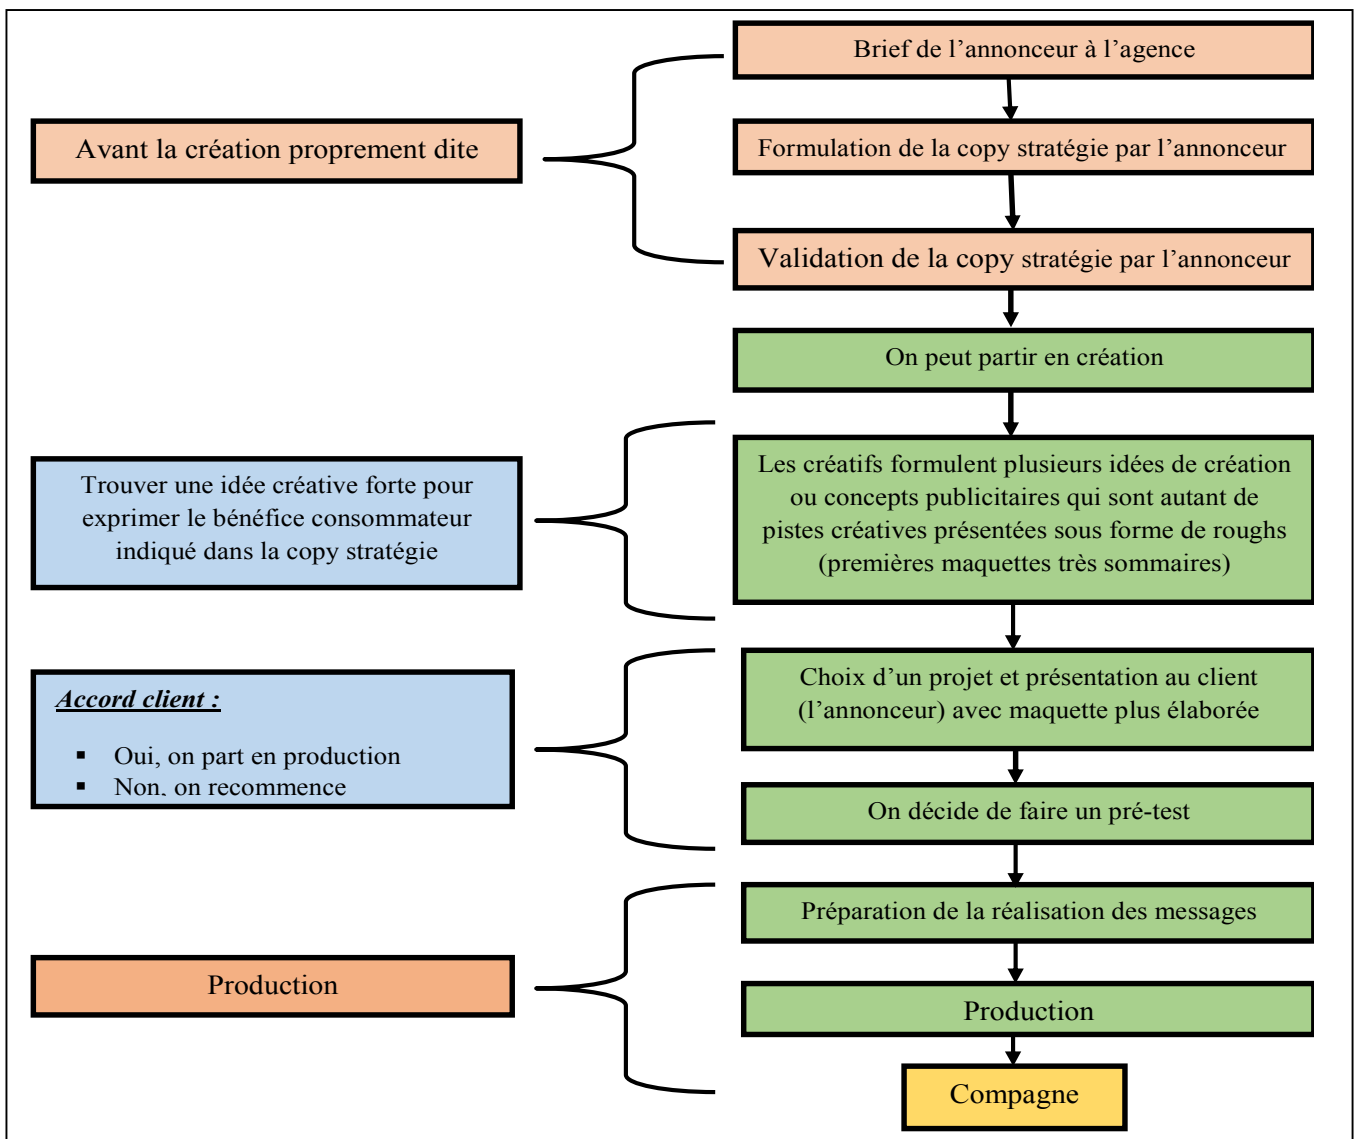 Brief de l’annonceur à l’agence
Avant la création proprement dite
Formulation de la copy stratégie par l’annonceur
Validation de la copy stratégie par l’annonceur
On peut partir en création
Trouver une idée créative forte pour
exprimer le bénéfice consommateur
indiqué dans la copy stratégie
Les créatifs formulent plusieurs idées de création
ou concepts publicitaires qui sont autant de
pistes créatives présentées sous forme de roughs
(premières maquettes très sommaires)
Accord client :
▪ Oui, on part en production
▪ Non, on recommence
Choix d’un projet et présentation au client
(l’annonceur) avec maquette plus élaborée
On décide de faire un pré-test
Préparation de la réalisation des messages
Production
Production
Compagne